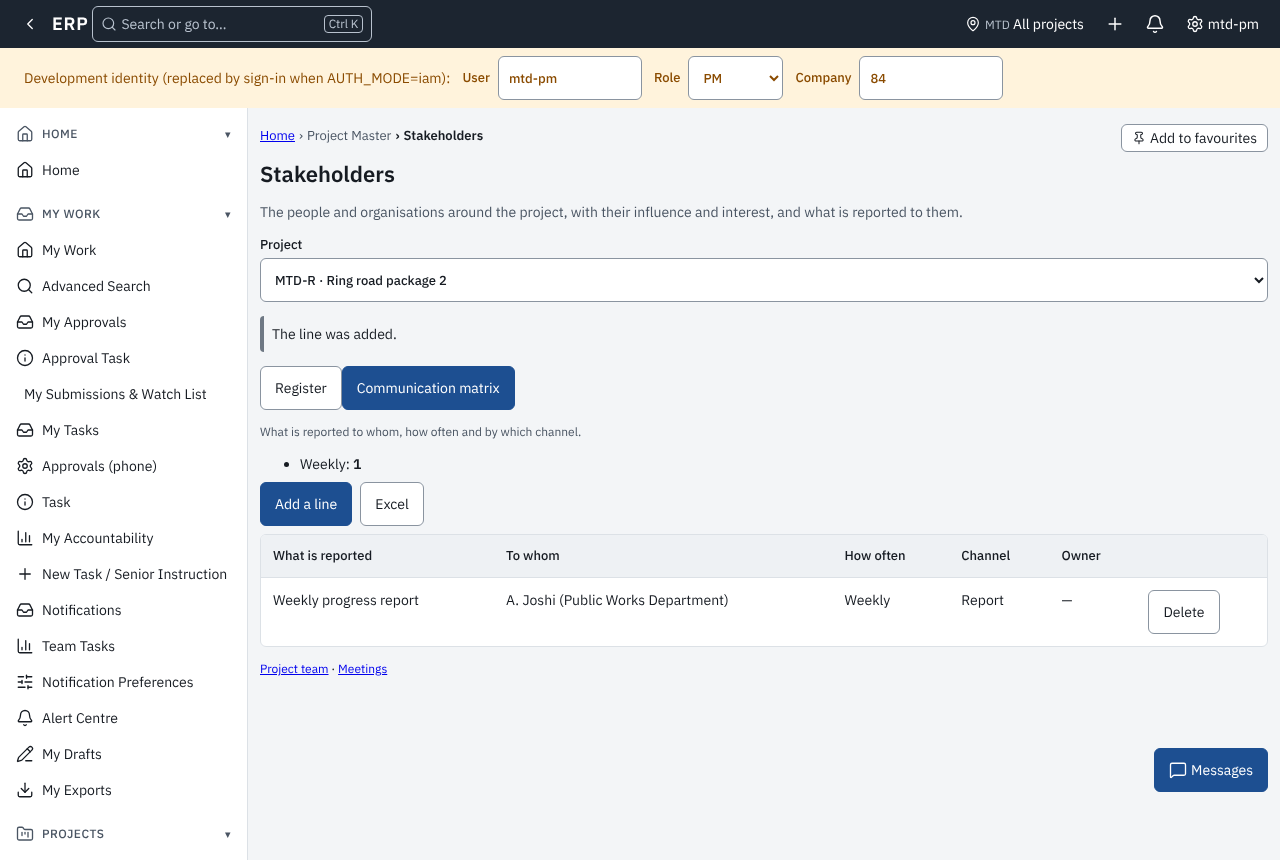 ERP Search or go to... Ctrl K MTD All projects mtd-pm
Development identity (replaced by sign-in when AUTH_MODE=iam): User mtd-pm Role PM Company 84
HOME
Home
MY WORK
My Work
Advanced Search
My Approvals
Approval Task
My Submissions & Watch List
My Tasks
Approvals (phone)
Task
My Accountability
New Task / Senior Instruction
Notifications
Team Tasks
Notification Preferences
Alert Centre
My Drafts
My Exports
PROJECTS
Home › Project Master › Stakeholders
Add to favourites
Stakeholders
The people and organisations around the project, with their influence and interest, and what is reported to them.
Project
MTD-R · Ring road package 2
The line was added.
Register Communication matrix
What is reported to whom, how often and by which channel.
Weekly: 1
Add a line Excel
What is reported To whom How often Channel Owner
Weekly progress report A. Joshi (Public Works Department) Weekly Report — Delete
Project team · Meetings
Messages